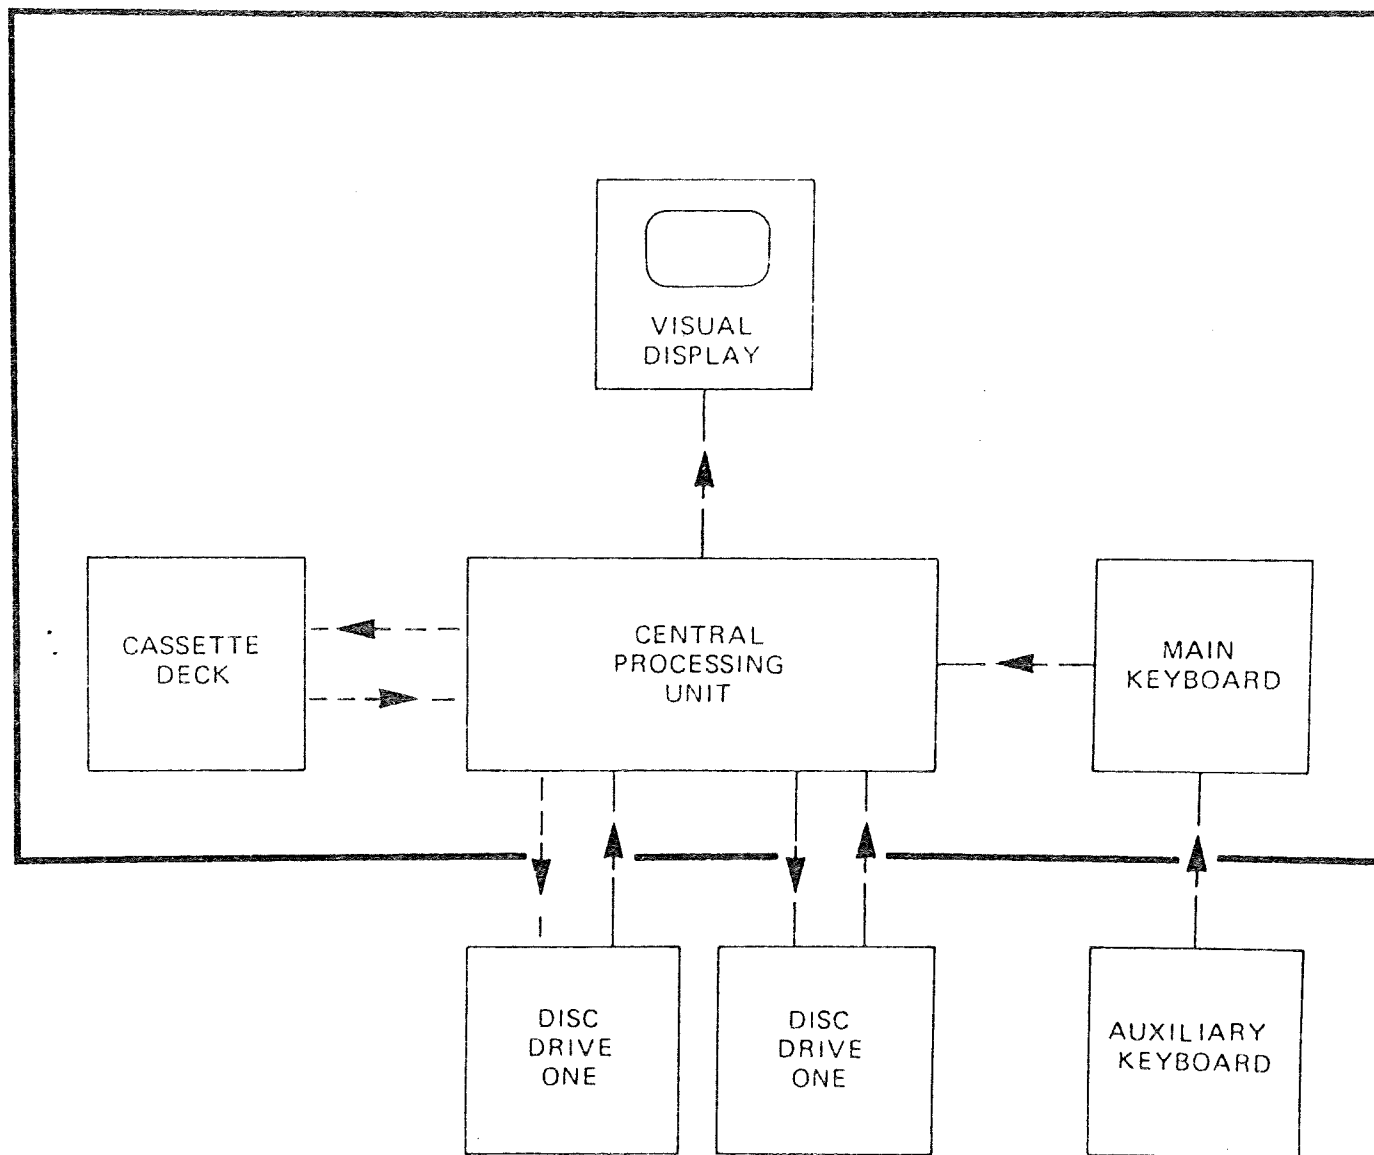 VISUAL
DISPLAY
CASSETTE
DECK
CENTRAL
PROCESSING
UNIT
MAIN
KEYBOARD
DISC
DRIVE
ONE
DISC
DRIVE
ONE
AUXILIARY
KEYBOARD